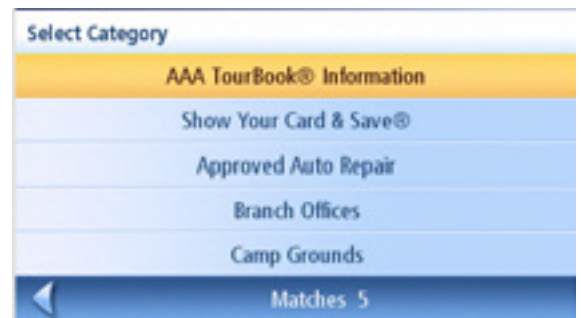 Select Category
AAA TourBook® Information
Show Your Card & Save®
Approved Auto Repair
Branch Offices
Camp Grounds
Matches 5